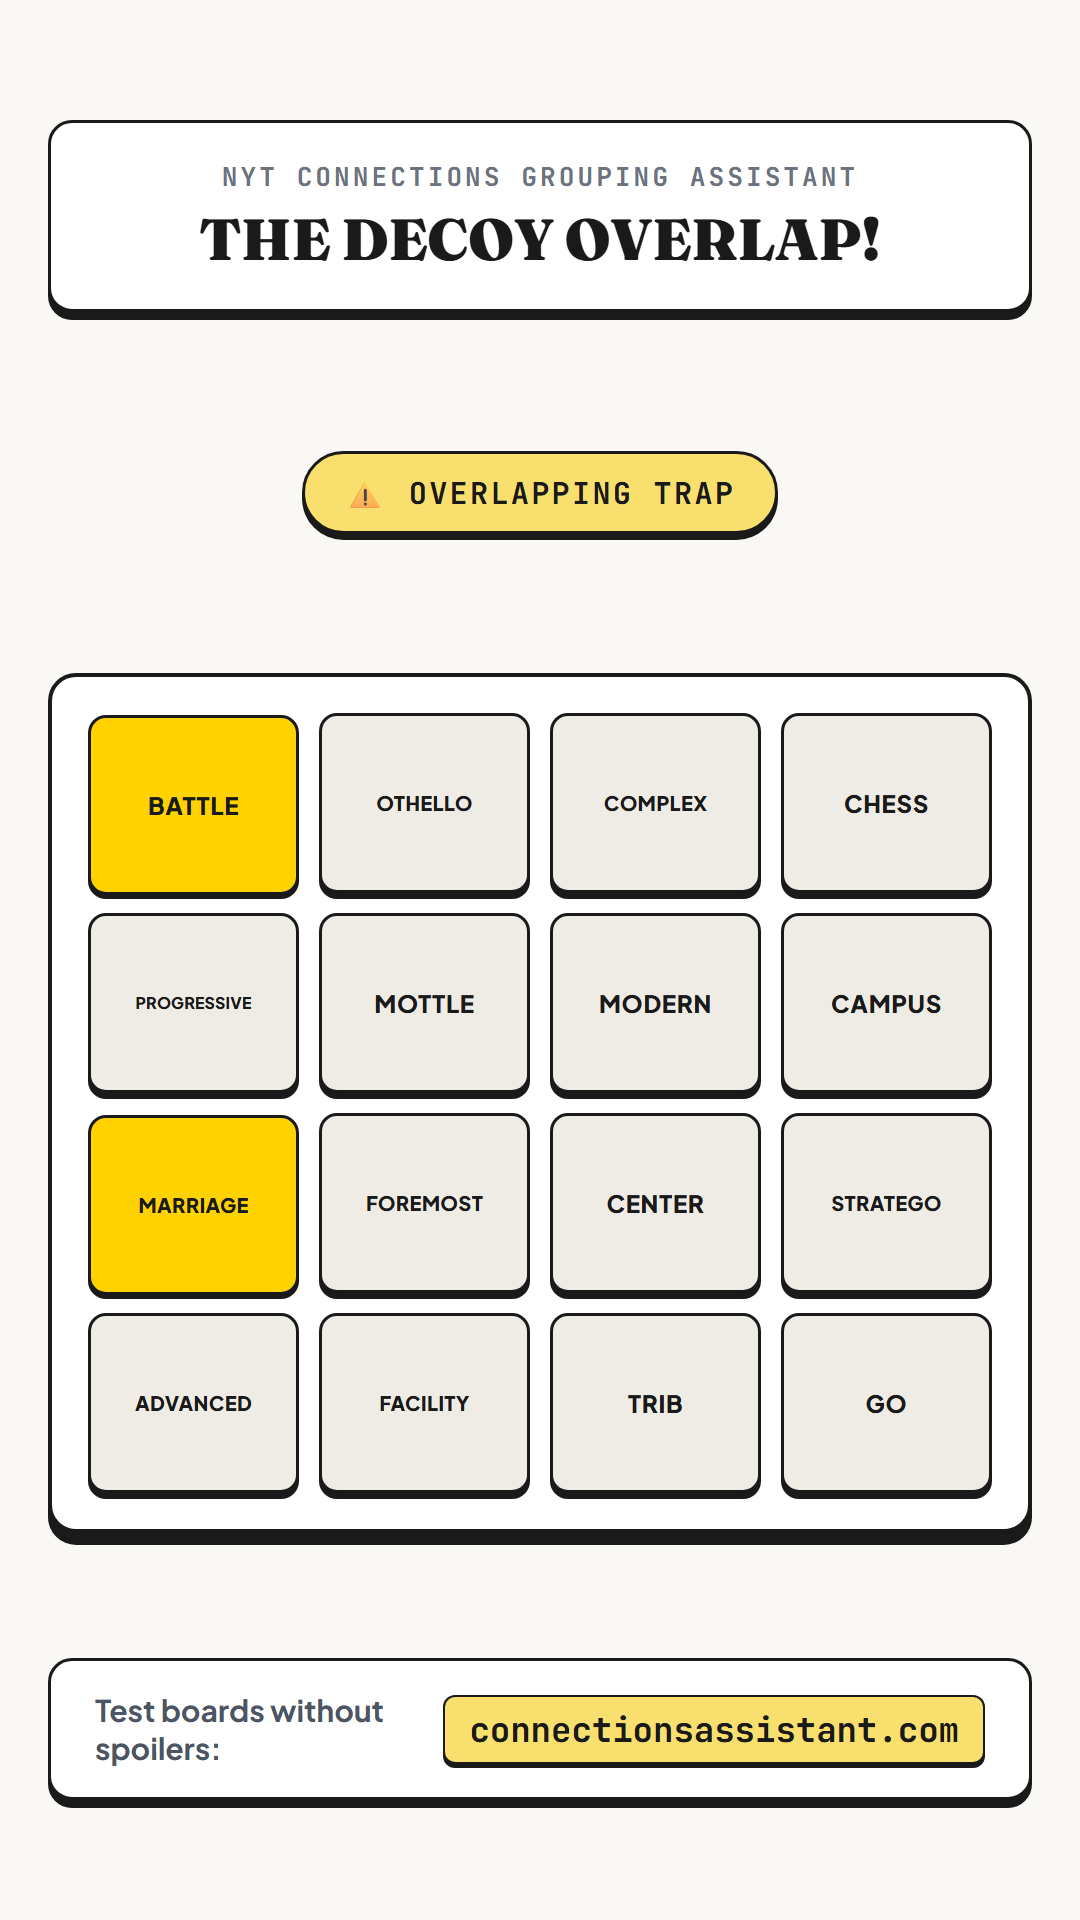 NYT CONNECTIONS GROUPING ASSISTANT
THE DECOY OVERLAP!
⚠️ OVERLAPPING TRAP
BATTLE OTHELLO COMPLEX CHESS
PROGRESSIVE MOTTLE MODERN CAMPUS
MARRIAGE FOREMOST CENTER STRATEGO
ADVANCED FACILITY TRIB GO
Test boards without
spoilers:
connectionsassistant.com